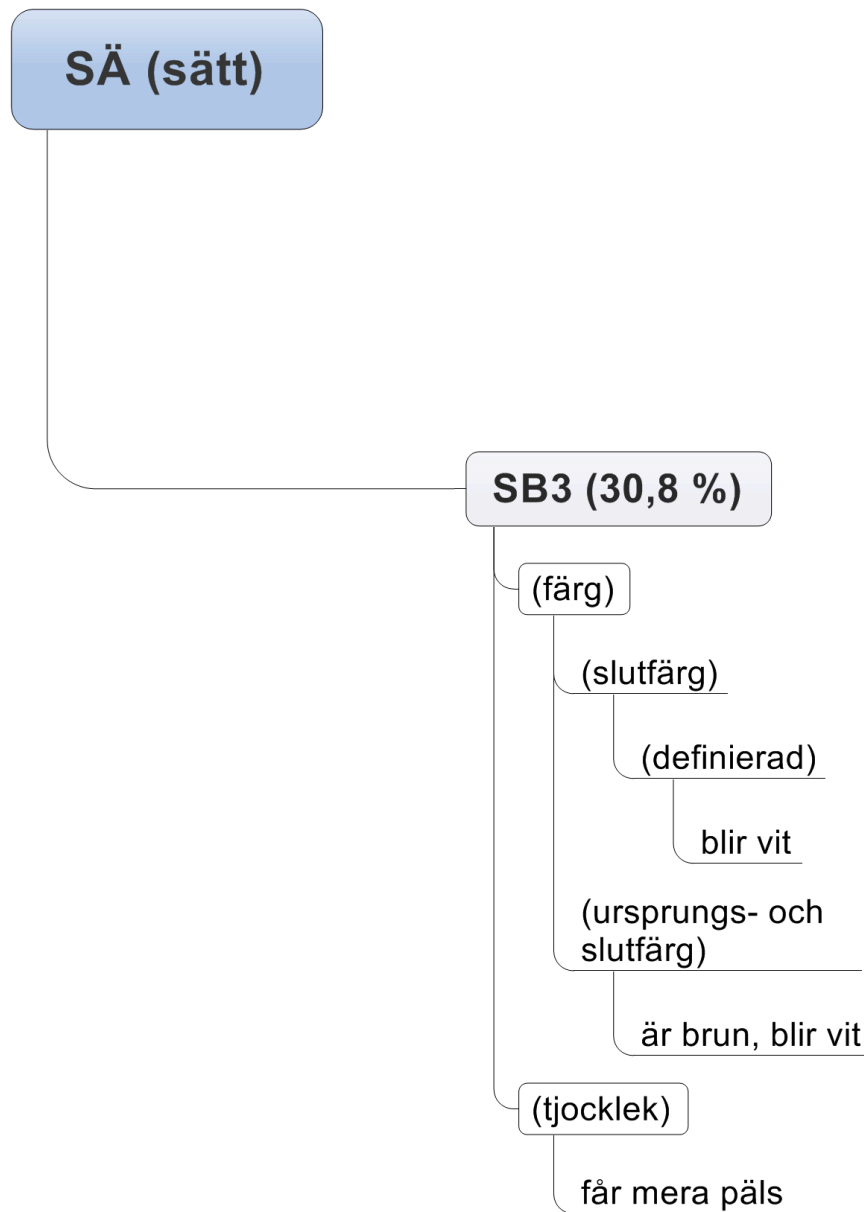 SÄ (sätt)
SB3 (30,8 %)
(färg)
(slutfärg)
(definierad)
blir vit
(ursprungs- och
slutfärg)
är brun, blir vit
(tjocklek)
får mera päls